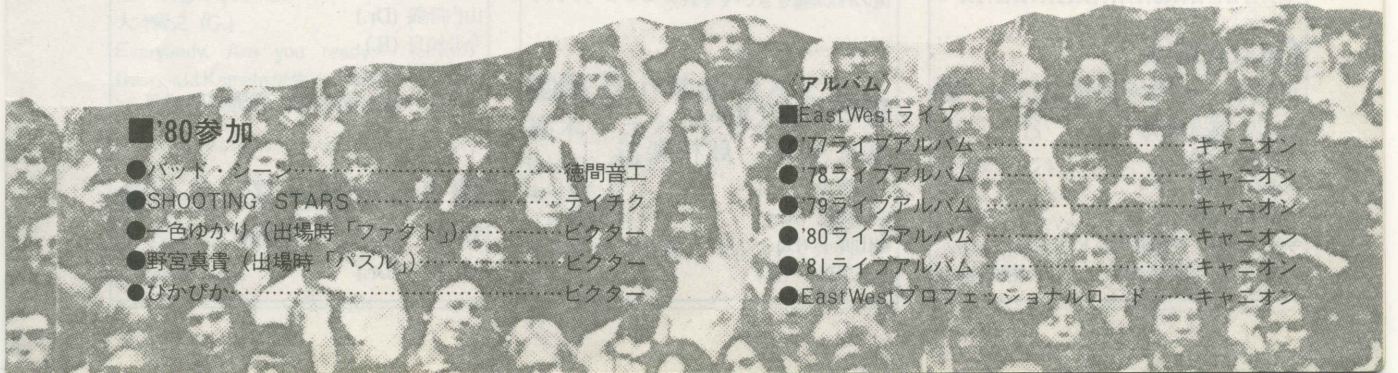 ■'80参加
●バッド・シーン……………………徳間音工
●SHOOTING STARS……………………テイチク
●一色ゆかり(出場時「ファクト」)…………ビクター
●野宮真貴(出場時「パズル」)……………ビクター
●ぴかぴか……………………ビクター
〈アルバム〉
■EastWestライブ
●'77ライブアルバム……………………キャニオン
●'78ライブアルバム……………………キャニオン
●'79ライブアルバム……………………キャニオン
●'80ライブアルバム……………………キャニオン
●'81ライブアルバム……………………キャニオン
●EastWestプロフェッショナルロード……キャニオン